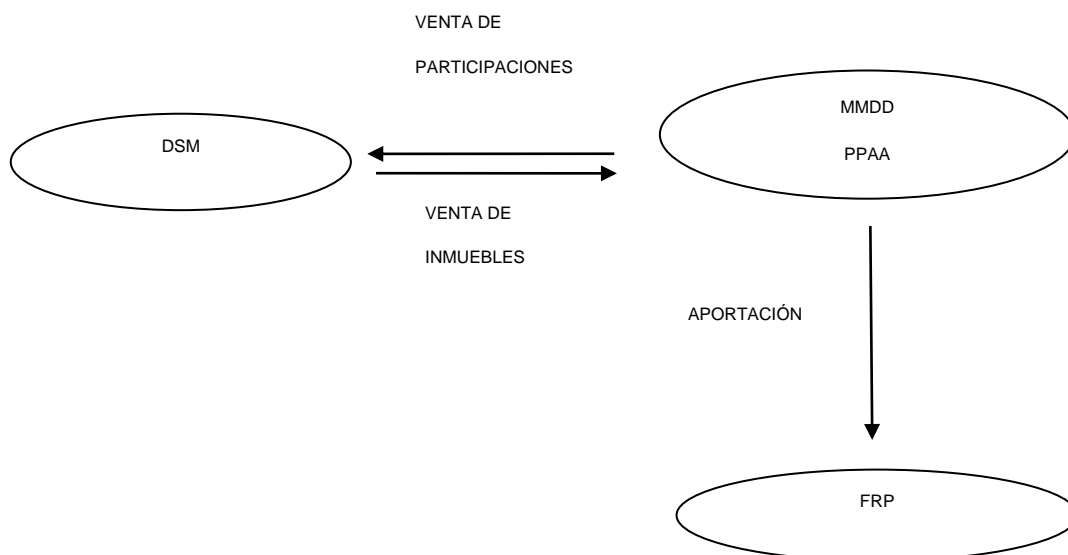 VENTA DE
PARTICIPACIONES
MMDD
PPAA
DSM
VENTA DE
INMUEBLES
APORTACIÓN
FRP